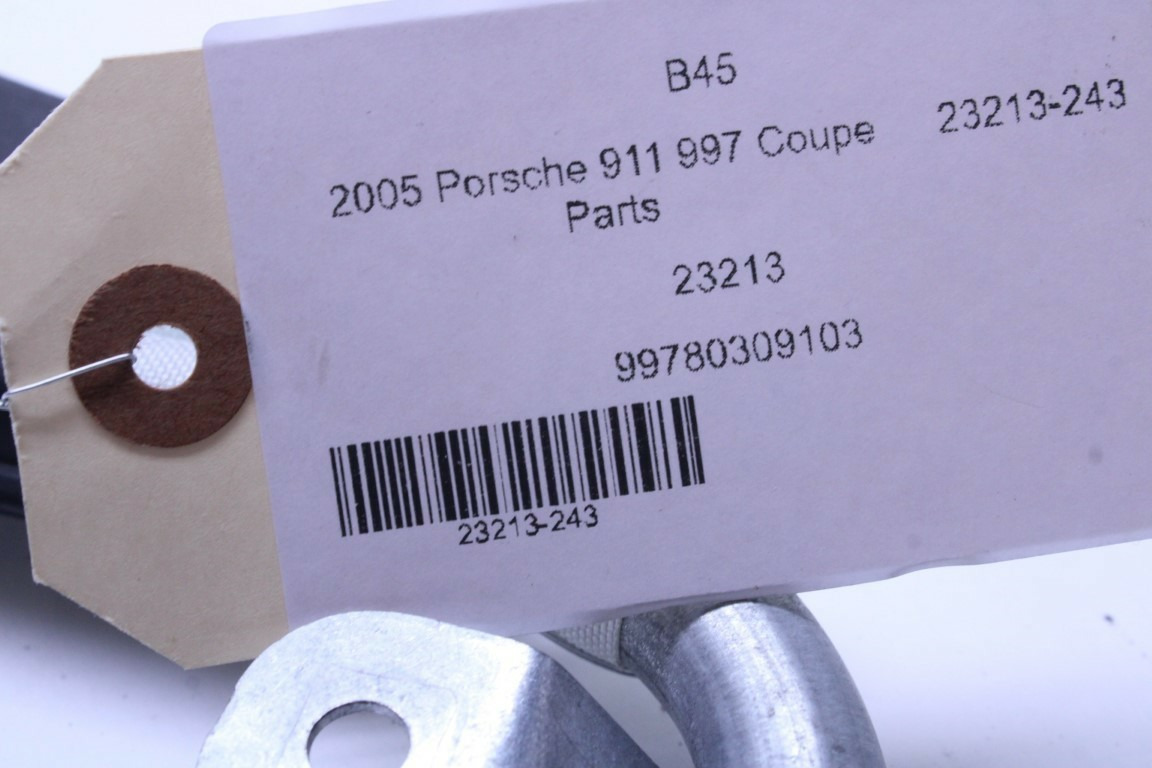 B45
2005 Porsche 911 997 Coupe 23213-243
Parts
23213
99780309103
23213-243